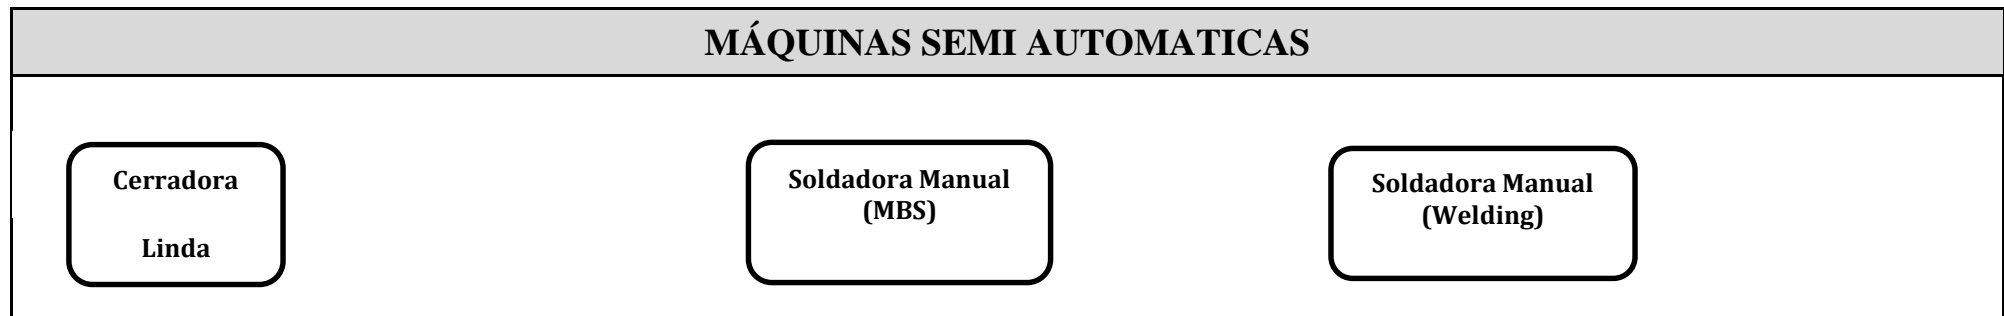 MÁQUINAS SEMI AUTOMATICAS
Cerradora
Linda
Soldadora Manual
(MBS)
Soldadora Manual
(Welding)